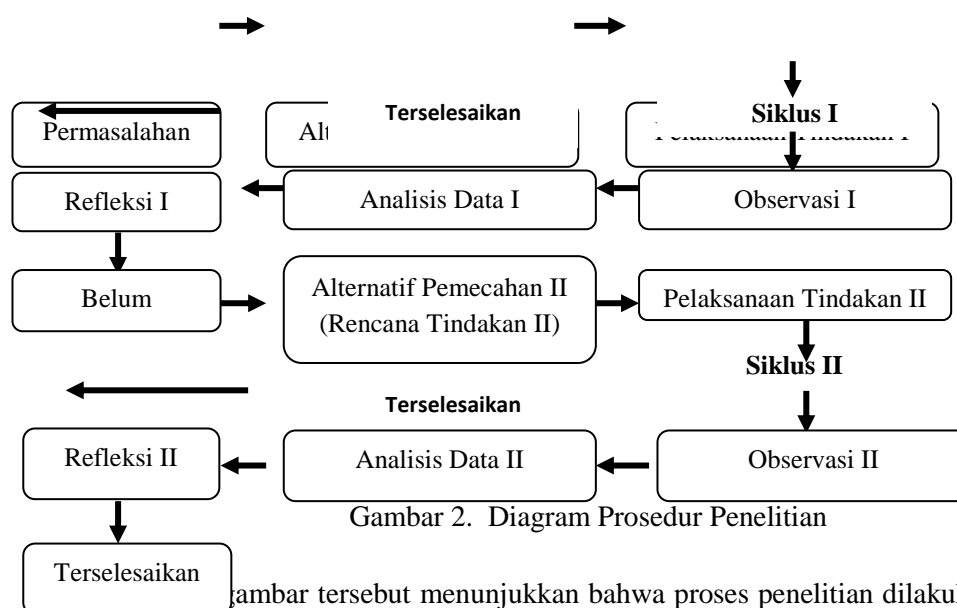 Terselesaikan
Siklus I
Permasalahan
Refleksi I
Analisis Data I
Observasi I
Belum
Alternatif Pemecahan II
(Rencana Tindakan II)
Pelaksanaan Tindakan II
Siklus II
Terselesaikan
Refleksi II
Analisis Data II
Observasi II
Gambar 2. Diagram Prosedur Penelitian
Terselesaikan
tersebut menunjukkan bahwa proses penelitian